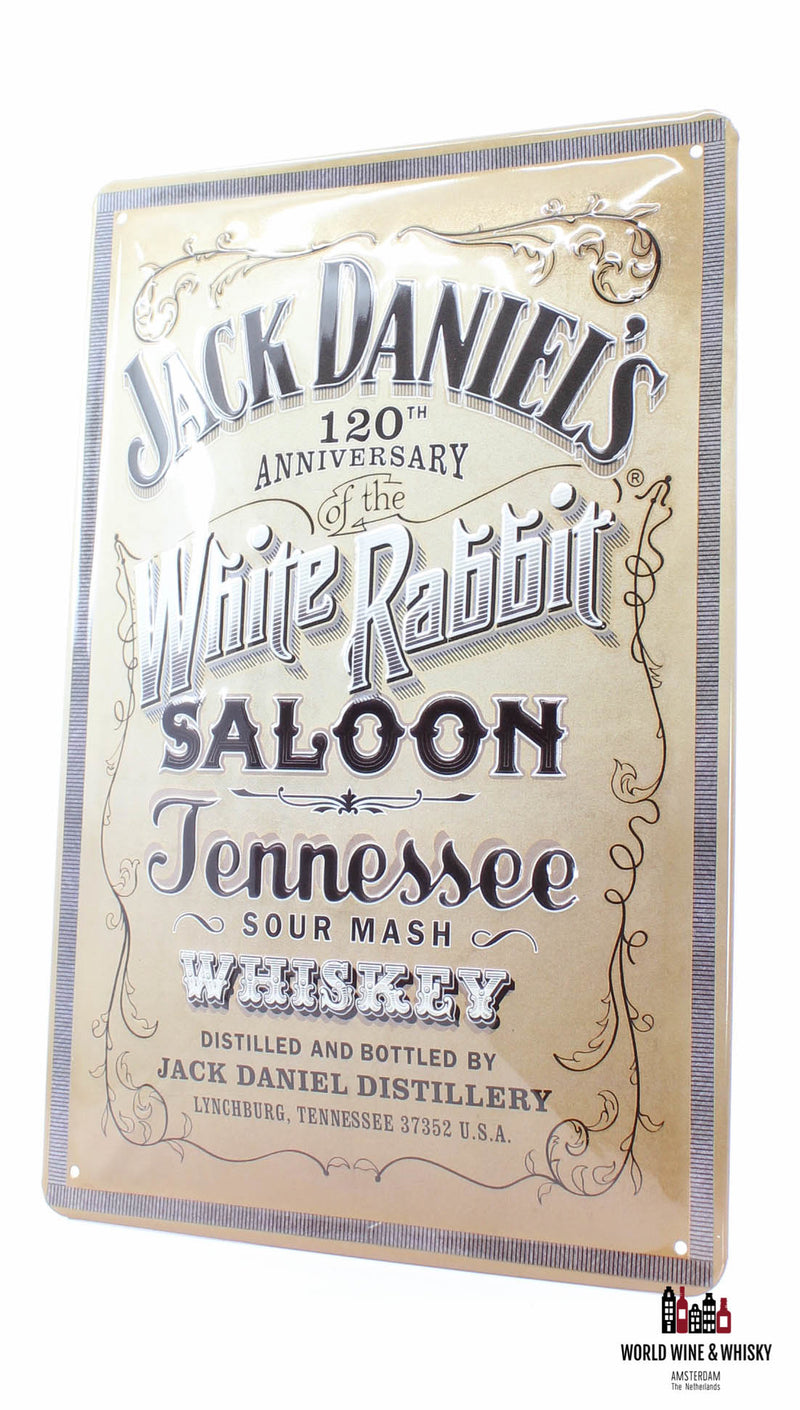 JACK DANIEL'S
120TH
ANNIVERSARY
of the
®
White Rabbit
SALOON
Tennessee
SOUR MASH
WHISKEY
DISTILLED AND BOTTLED BY
JACK DANIEL DISTILLERY
LYNCHBURG, TENNESSEE 37352 U.S.A.
WORLD WINE & WHISKY
AMSTERDAM
The Netherlands